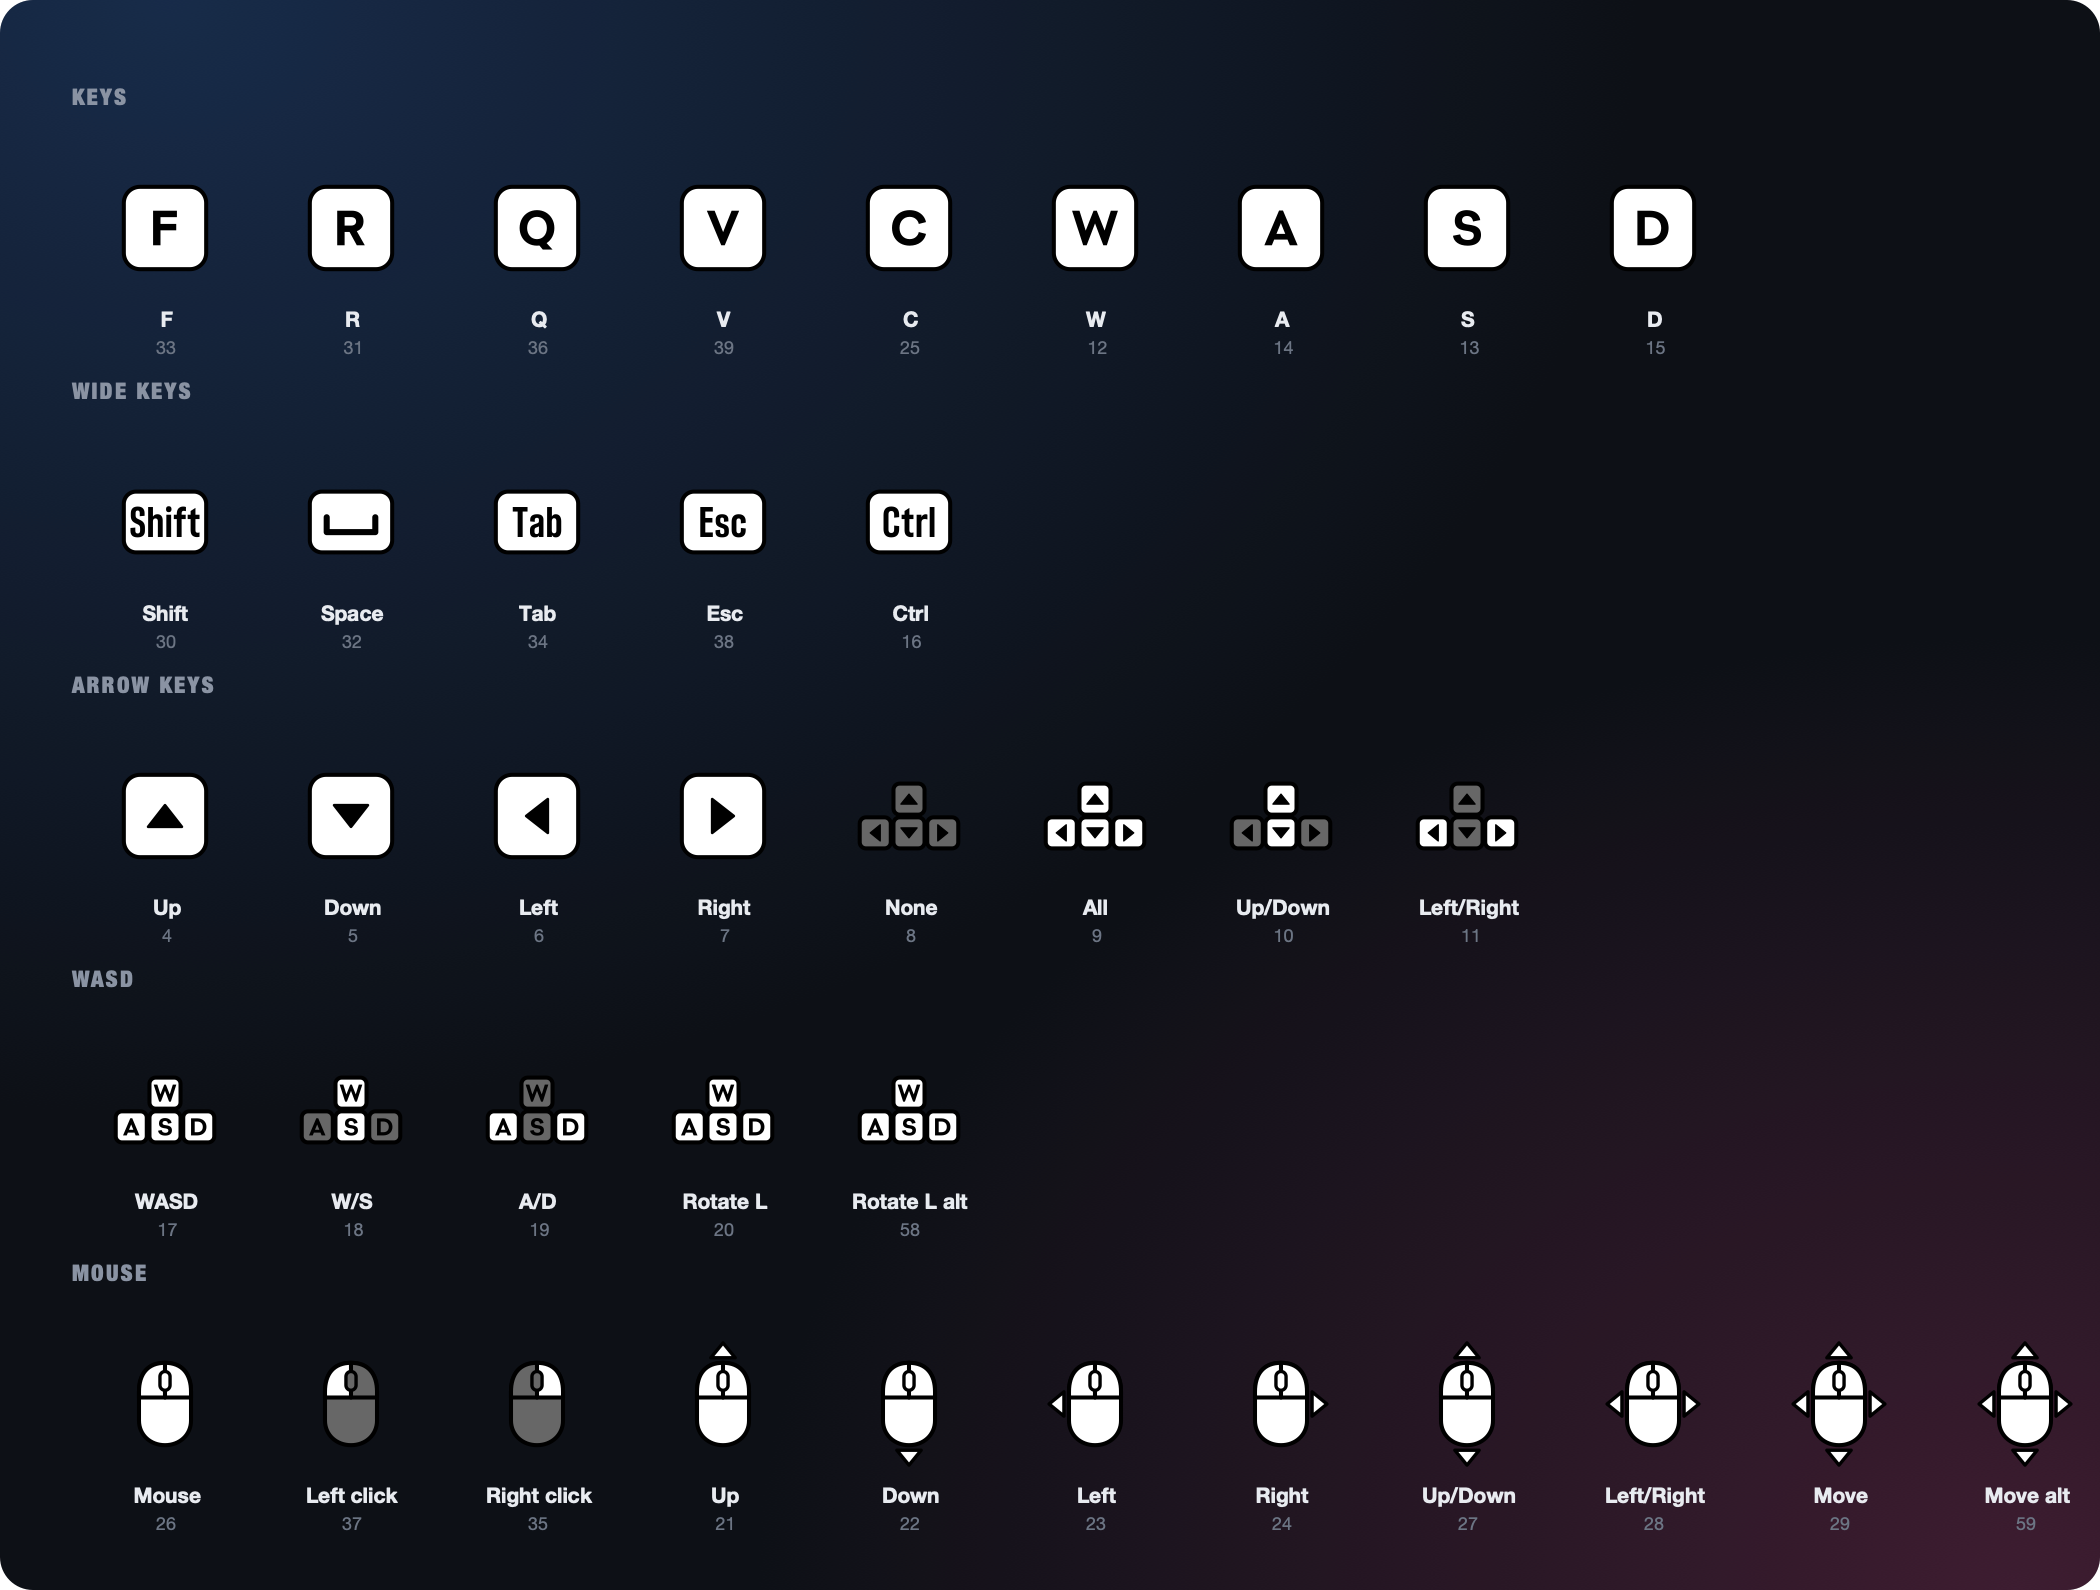 KEYS
F R Q V C W A S D
F R Q V C W A S D
33 31 36 39 25 12 14 13 15
WIDE KEYS
Shift Tab Esc Ctrl
Shift Space Tab Esc Ctrl
30 32 34 38 16
ARROW KEYS
Up Down Left Right None All Up/Down Left/Right
4 5 6 7 8 9 10 11
WASD
W W W W W
A S D A S D A S D A S D A S D
WASD W/S A/D Rotate L Rotate L alt
17 18 19 20 58
MOUSE
Mouse Left click Right click Up Down Left Right Up/Down Left/Right Move Move alt
26 37 35 21 22 23 24 27 28 29 59